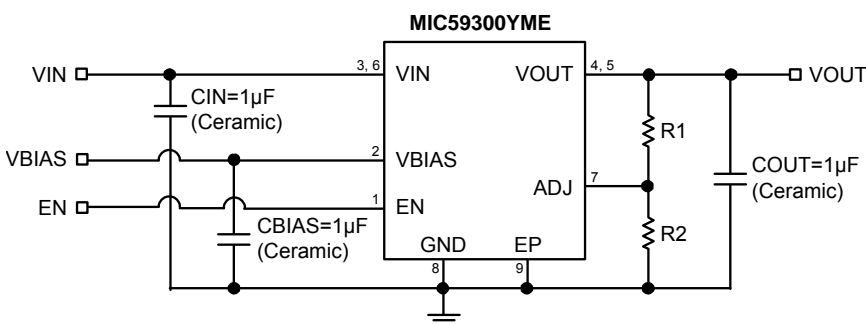 MIC59300YME
VIN
3, 6
VIN
VOUT
4, 5
VOUT
CIN=1µF
(Ceramic)
R1
VBIAS
2
VBIAS
COUT=1µF
(Ceramic)
ADJ
7
EN
1
EN
CBIAS=1µF
(Ceramic)
R2
GND
EP
8
9